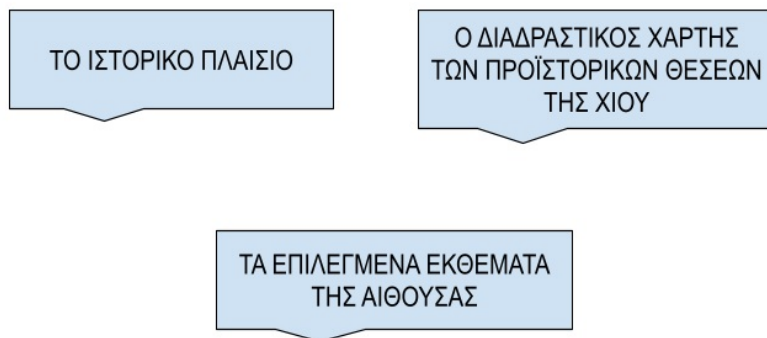 ΤΟ ΙΣΤΟΡΙΚΟ ΠΛΑΙΣΙΟ
Ο ΔΙΑΔΡΑΣΤΙΚΟΣ ΧΑΡΤΗΣ
ΤΩΝ ΠΡΟΪΣΤΟΡΙΚΩΝ ΘΕΣΕΩΝ
ΤΗΣ ΧΙΟΥ
ΤΑ ΕΠΙΛΕΓΜΕΝΑ ΕΚΘΕΜΑΤΑ
ΤΗΣ ΑΙΘΟΥΣΑΣ